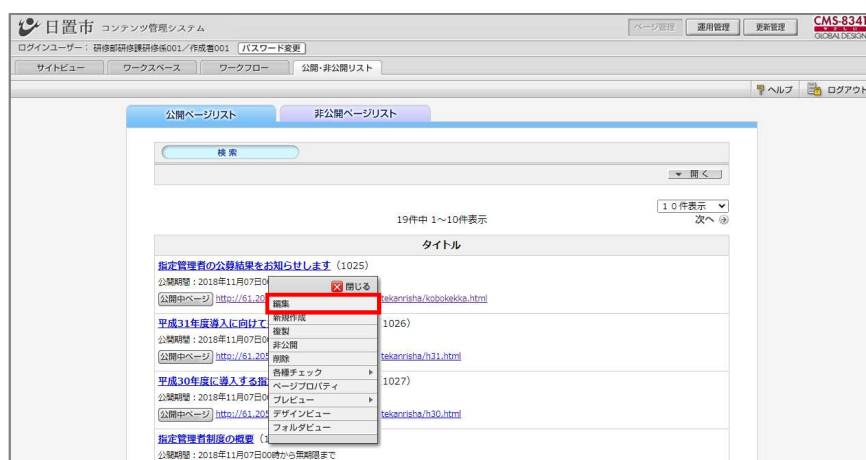 日置市 コンテンツ管理システム
ページ管理 運用管理 更新管理 CMS-8341
GLOBAL DESIGN
ログインユーザー： 研修部研修課研修係001／作成者001 パスワード変更
サイトビュー ワークスペース ワークフロー 公開・非公開リスト
ヘルプ ログアウト
公開ページリスト 非公開ページリスト
検索
▼ 開く
１０件表示
19件中 1～10件表示 次へ
タイトル
指定管理者の公募結果をお知らせします（1025）
公開期間：2018年11月07日0
公開中ページ http://61.20 tekanrisha/kobokekka.html
平成31年度導入に向けて 1026）
公開期間：2018年11月07日0
公開中ページ http://61.205 tekanrisha/h31.html
平成30年度に導入する指 1027）
公開期間：2018年11月07日0
公開中ページ http://61.205 tekanrisha/h30.html
指定管理者制度の概要（1
公開期間：2018年11月07日00時から無期限まで
閉じる
編集
新規作成
複製
非公開
削除
各種チェック
ページプロパティ
プレビュー
デザインビュー
フォルダビュー